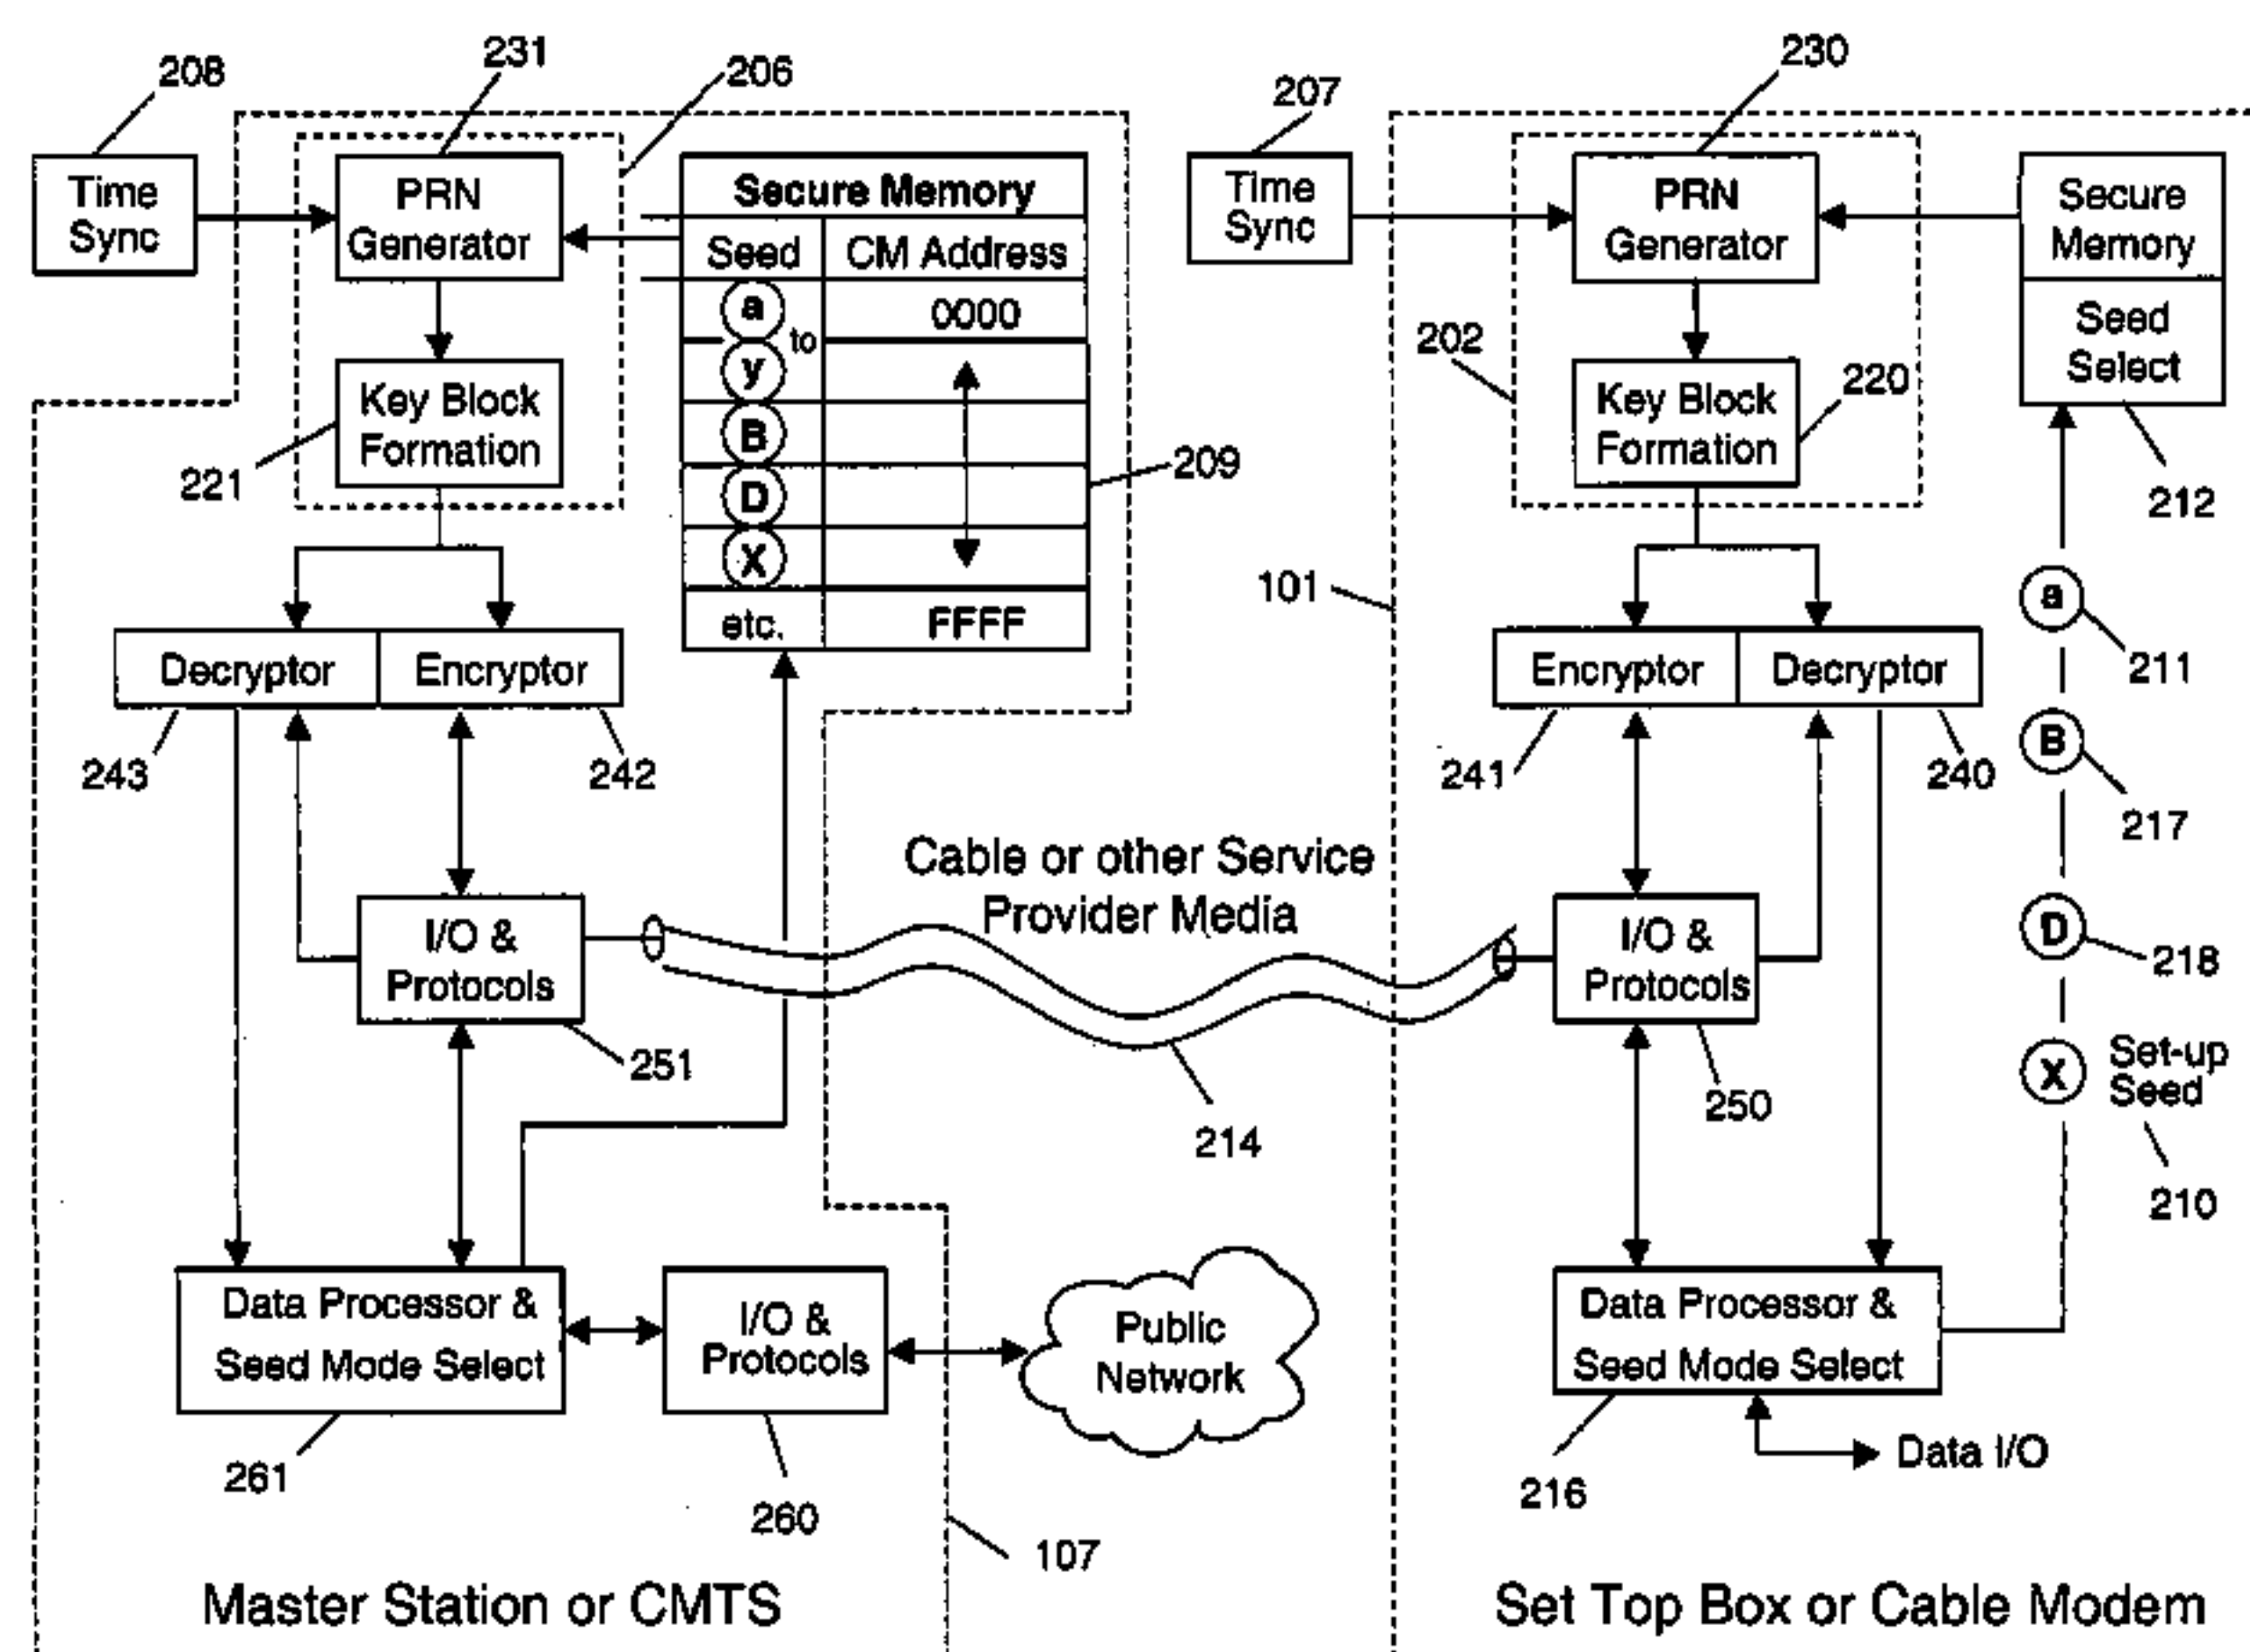 208
231
206
207
230
Time
Sync
PRN
Generator
Secure Memory
Seed
CM Address
a
0000
to
y
B
D
X
etc.
FFFF
Key Block
Formation
221
209
Decryptor
Encryptor
243
242
I/O &
Protocols
251
Cable or other Service
Provider Media
214
Data Processor &
Seed Mode Select
261
I/O &
Protocols
260
Public
Network
107
Master Station or CMTS
Time
Sync
PRN
Generator
Secure
Memory
Seed
Select
202
Key Block
Formation
220
212
101
Encryptor
Decryptor
241
240
a
211
B
217
D
218
X
Set-up
Seed
210
I/O &
Protocols
250
Data Processor &
Seed Mode Select
216
Data I/O
Set Top Box or Cable Modem